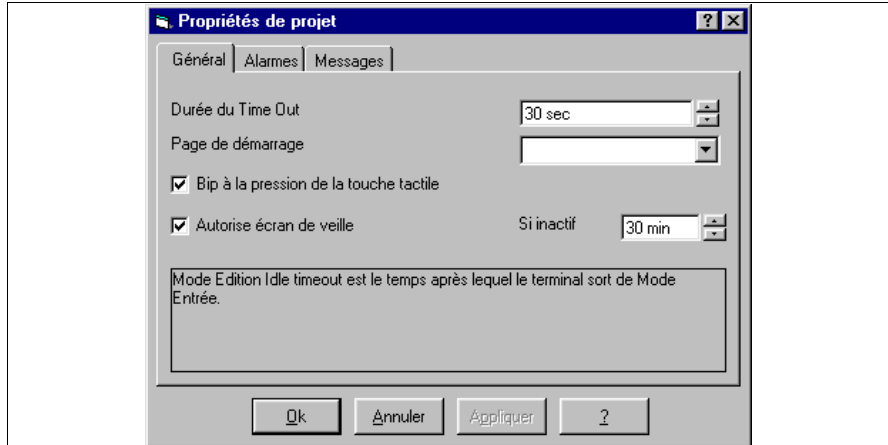 Propriétés de projet
Général Alarmes Messages
Durée du Time Out 30 sec
Page de démarrage
Bip à la pression de la touche tactile
Autorise écran de veille Si inactif 30 min
Mode Edition Idle timeout est le temps après lequel le terminal sort de Mode
Entrée.
Ok Annuler Appliquer ?